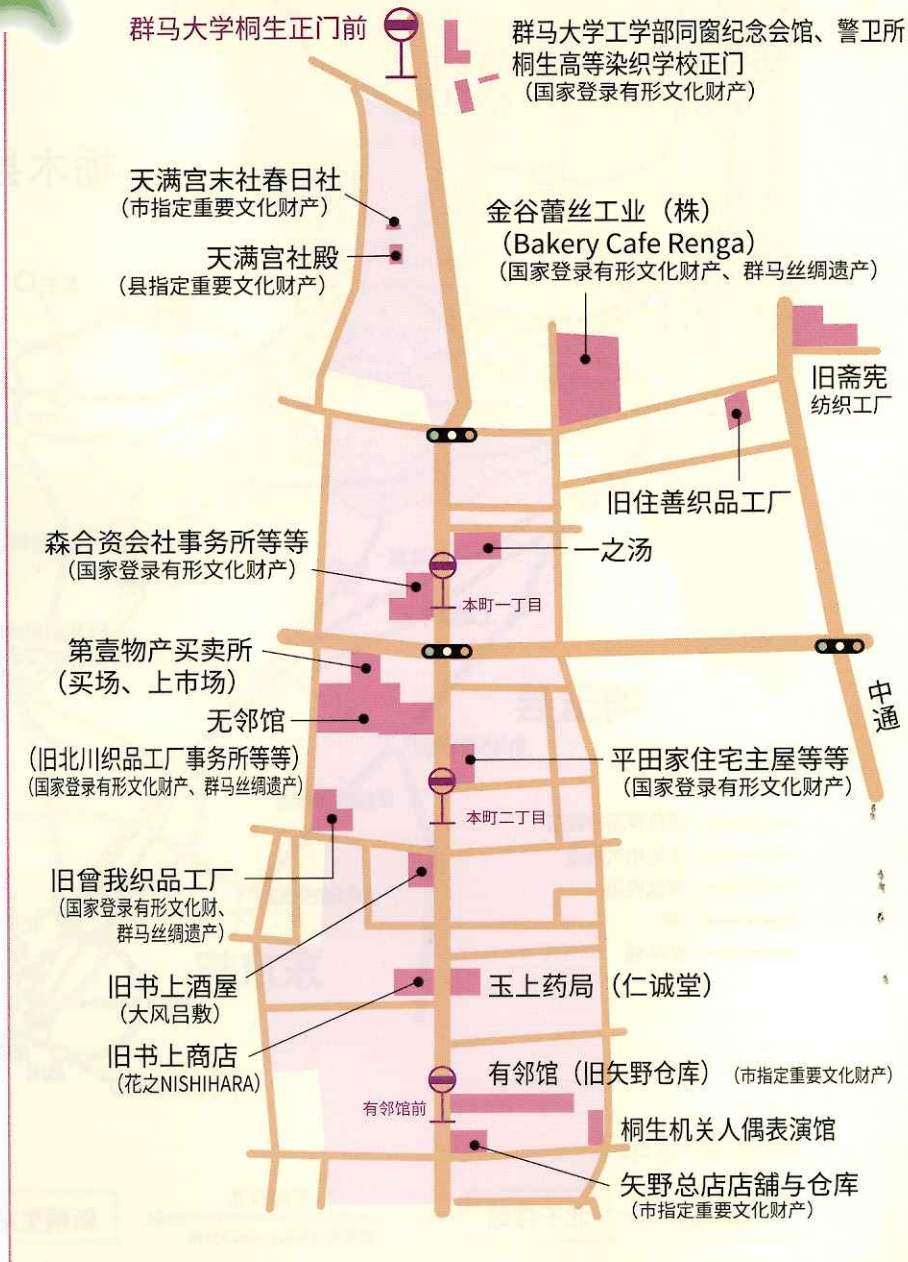 群马大学桐生正门前
群马大学工学部同窗纪念会馆、警卫所
桐生高等染织学校正门
（国家登录有形文化财产）
天满宫末社春日社
（市指定重要文化财产）
天满宫社殿
（县指定重要文化财产）
金谷蕾丝工业（株）
（Bakery Cafe Renga）
（国家登录有形文化财产、群马丝绸遗产）
旧斋宪
纺织工厂
旧住善织品工厂
森合资会社事务所等等
（国家登录有形文化财产）
一之汤
本町一丁目
第壹物产买卖所
（买场、上市场）
无邻馆
（旧北川织品工厂事务所等等）
（国家登录有形文化财产、群马丝绸遗产）
中通
平田家住宅主屋等等
（国家登录有形文化财产）
本町二丁目
旧曾我织品工厂
（国家登录有形文化财、
群马丝绸遗产）
旧书上酒屋
（大风吕敷）
玉上药局（仁诚堂）
旧书上商店
（花之NISHIHARA）
有邻馆（旧矢野仓库）（市指定重要文化财产）
有邻馆前
桐生机关人偶表演馆
矢野总店店舖与仓库
（市指定重要文化财产）